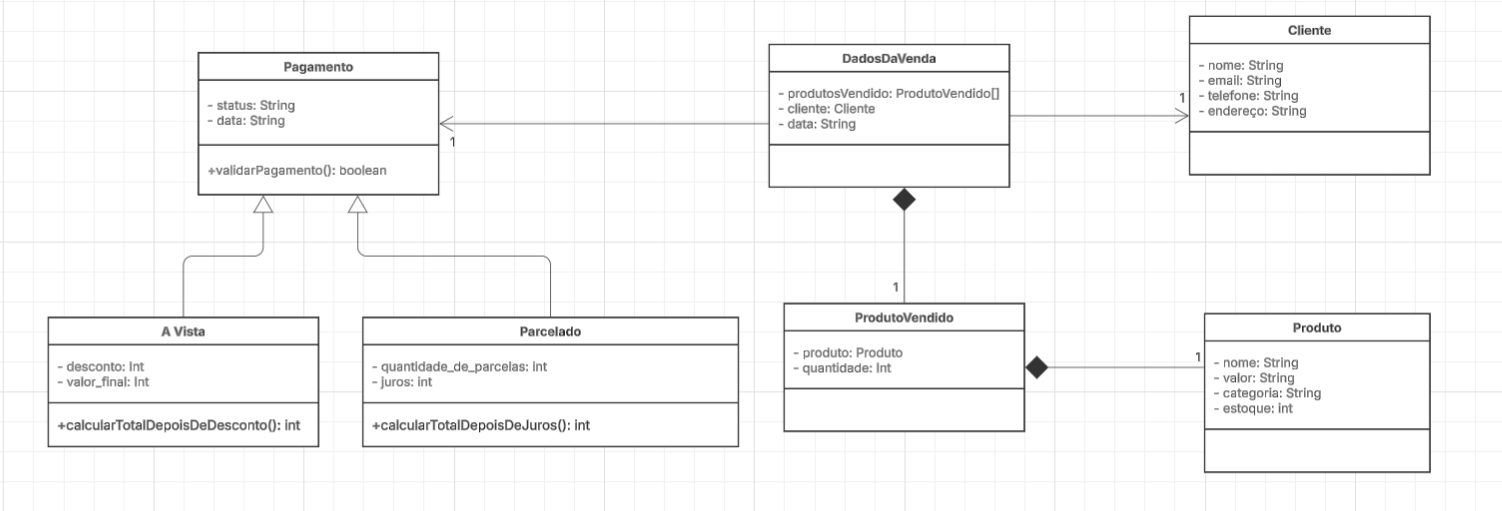 Pagamento
- status: String
- data: String
+validarPagamento(): boolean
1
DadosDaVenda
- produtosVendido: ProdutoVendido[]
- cliente: Cliente
- data: String
1
Cliente
- nome: String
- email: String
- telefone: String
- endereço: String
A Vista
- desconto: Int
- valor_final: Int
+calcularTotalDepoisDeDesconto(): int
Parcelado
- quantidade_de_parcelas: int
- juros: int
+calcularTotalDepoisDeJuros(): int
1
ProdutoVendido
- produto: Produto
- quantidade: Int
1
Produto
- nome: String
- valor: String
- categoria: String
- estoque: int